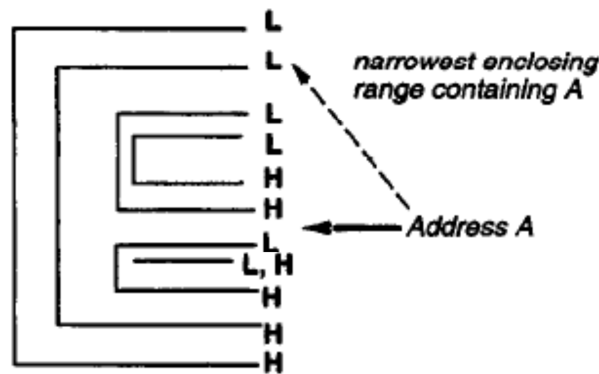 L
L
narrowest enclosing
range containing A
L
L
H
H
Address A
L
L, H
H
H
H